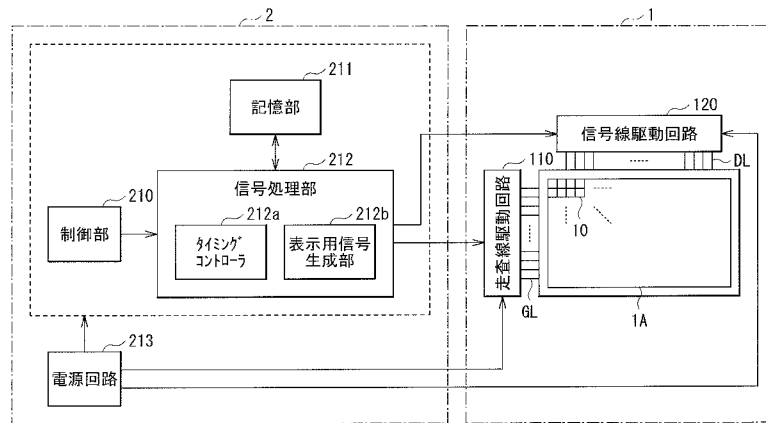 2
1
211
記憶部
120
信号線駆動回路
212
信号処理部
110
走査線駆動回路
DL
210
制御部
212a
タイミング
コントローラ
212b
表示用信号
生成部
10
GL
1A
213
電源回路